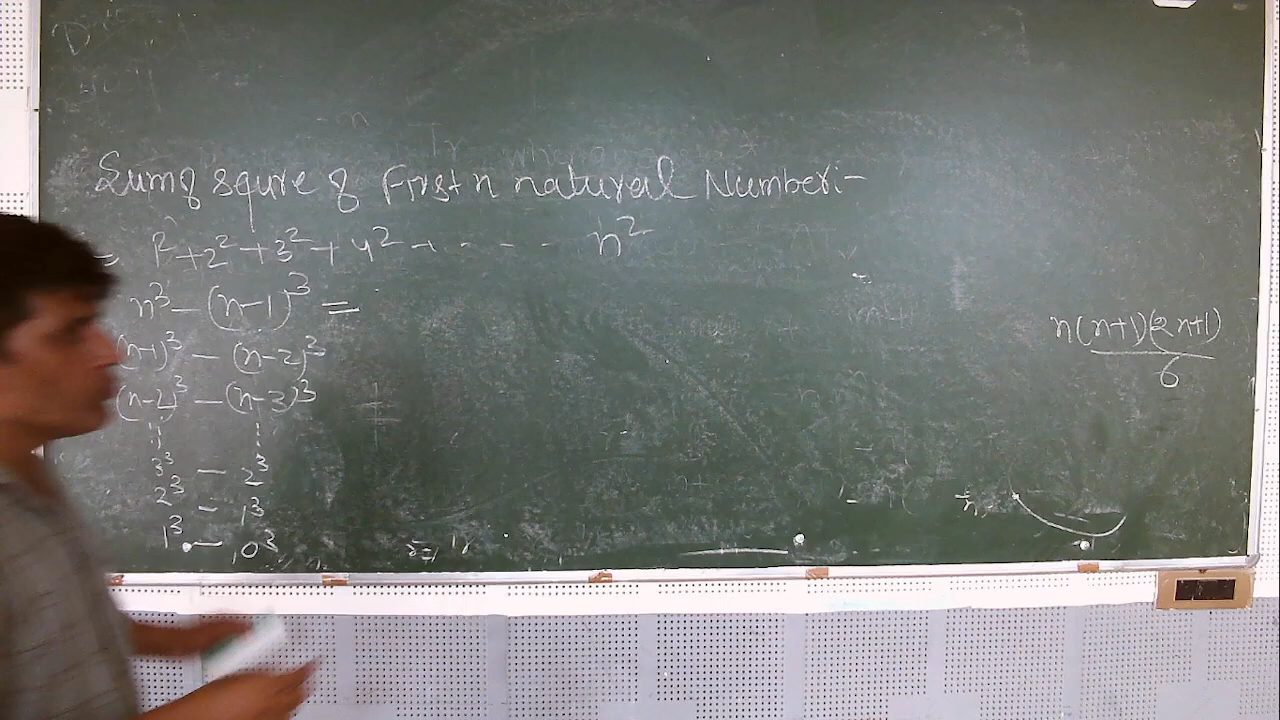 Sum of squre of First n natural Number:-
= 1² + 2² + 3² + 4² + - - - - n²
n³ - (n-1)³ =
(n-1)³ - (n-2)³
(n-2)³ - (n-3)³
3³ - 2³
2³ - 1³
1³ - 0³
n(n+1)(2n+1)
6